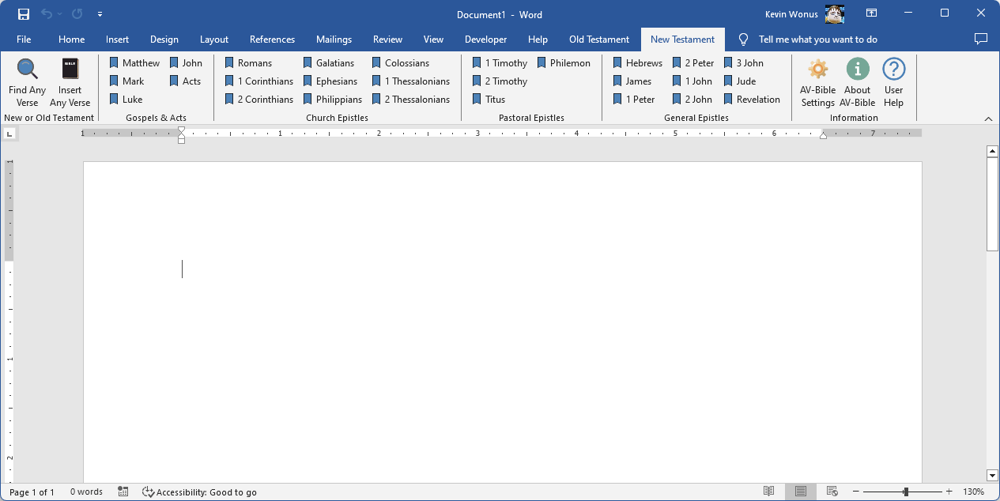 Document1 - Word
Kevin Wonus
File Home Insert Design Layout References Mailings Review View Developer Help Old Testament New Testament Tell me what you want to do
Find Any
Verse
BIBLE
Insert
Any Verse
New or Old Testament
Matthew
Mark
Luke
John
Acts
Gospels & Acts
Romans
1 Corinthians
2 Corinthians
Galatians
Ephesians
Philippians
Colossians
1 Thessalonians
2 Thessalonians
Church Epistles
1 Timothy
2 Timothy
Titus
Philemon
Pastoral Epistles
Hebrews
James
1 Peter
2 Peter
1 John
2 John
3 John
Jude
Revelation
General Epistles
AV-Bible
Settings
About
AV-Bible
User
Help
Information
L
1 1 2 3 4 5 6 7
1
1
2
Page 1 of 1 0 words Accessibility: Good to go 130%